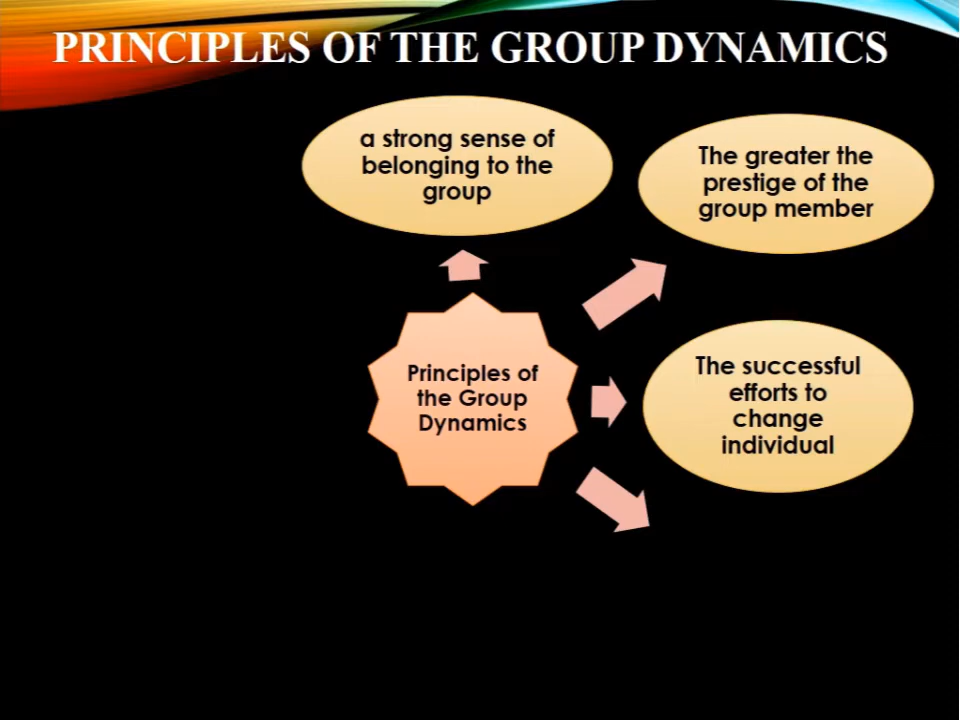 PRINCIPLES OF THE GROUP DYNAMICS
a strong sense of
belonging to the
group
The greater the
prestige of the
group member
Principles of
the Group
Dynamics
The successful
efforts to
change
individual